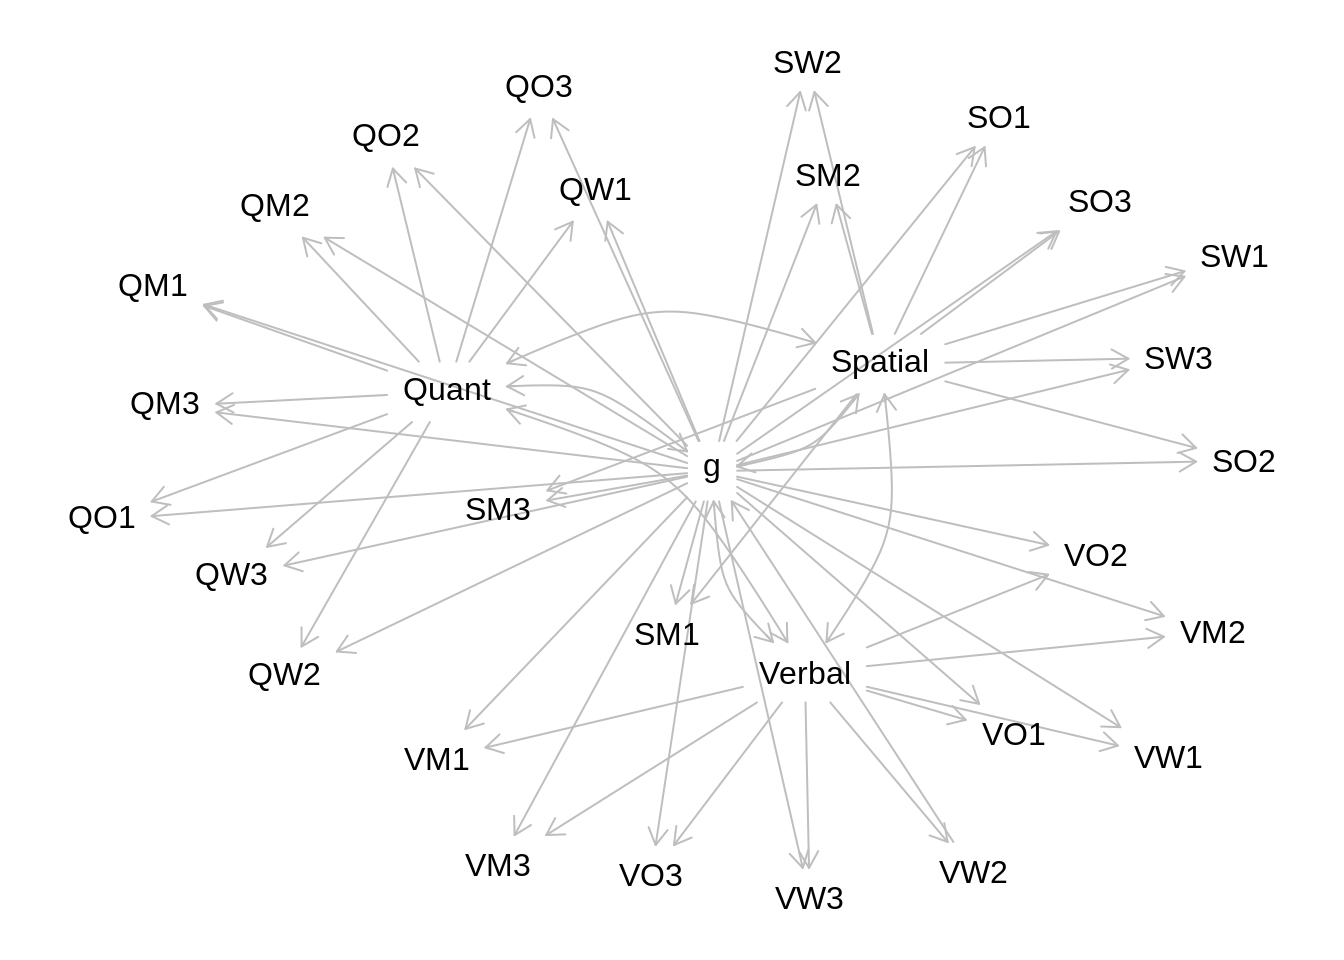 SW2
QO3
SO1
QO2
SM2
QW1
SO3
QM2
SW1
QM1
SW3
Spatial
Quant
QM3
SO2
g
SM3
QO1
VO2
QW3
VM2
SM1
Verbal
QW2
VO1
VW1
VM1
VM3
VW2
VO3
VW3